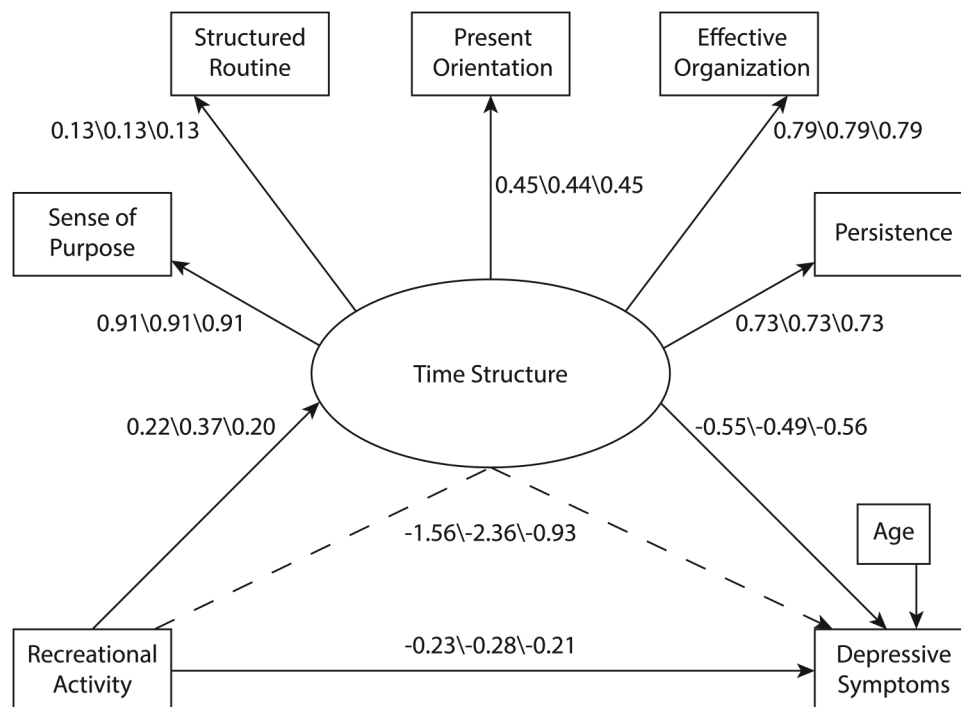 Structured
Routine
Present
Orientation
Effective
Organization
0.13\0.13\0.13
0.79\0.79\0.79
0.45\0.44\0.45
Sense of
Purpose
Persistence
0.91\0.91\0.91
0.73\0.73\0.73
Time Structure
0.22\0.37\0.20
-0.55\-0.49\-0.56
-1.56\-2.36\-0.93
Age
-0.23\-0.28\-0.21
Recreational
Activity
Depressive
Symptoms